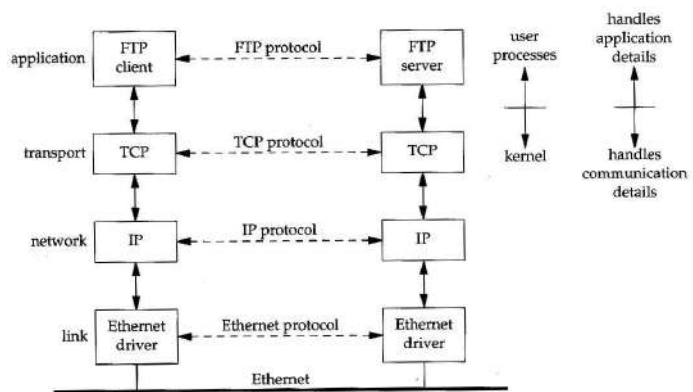 application
FTP
client
FTP protocol
FTP
server
user
processes
handles
application
details
transport
TCP
TCP protocol
TCP
kernel
handles
communication
details
network
IP
IP protocol
IP
link
Ethernet
driver
Ethernet protocol
Ethernet
driver
Ethernet